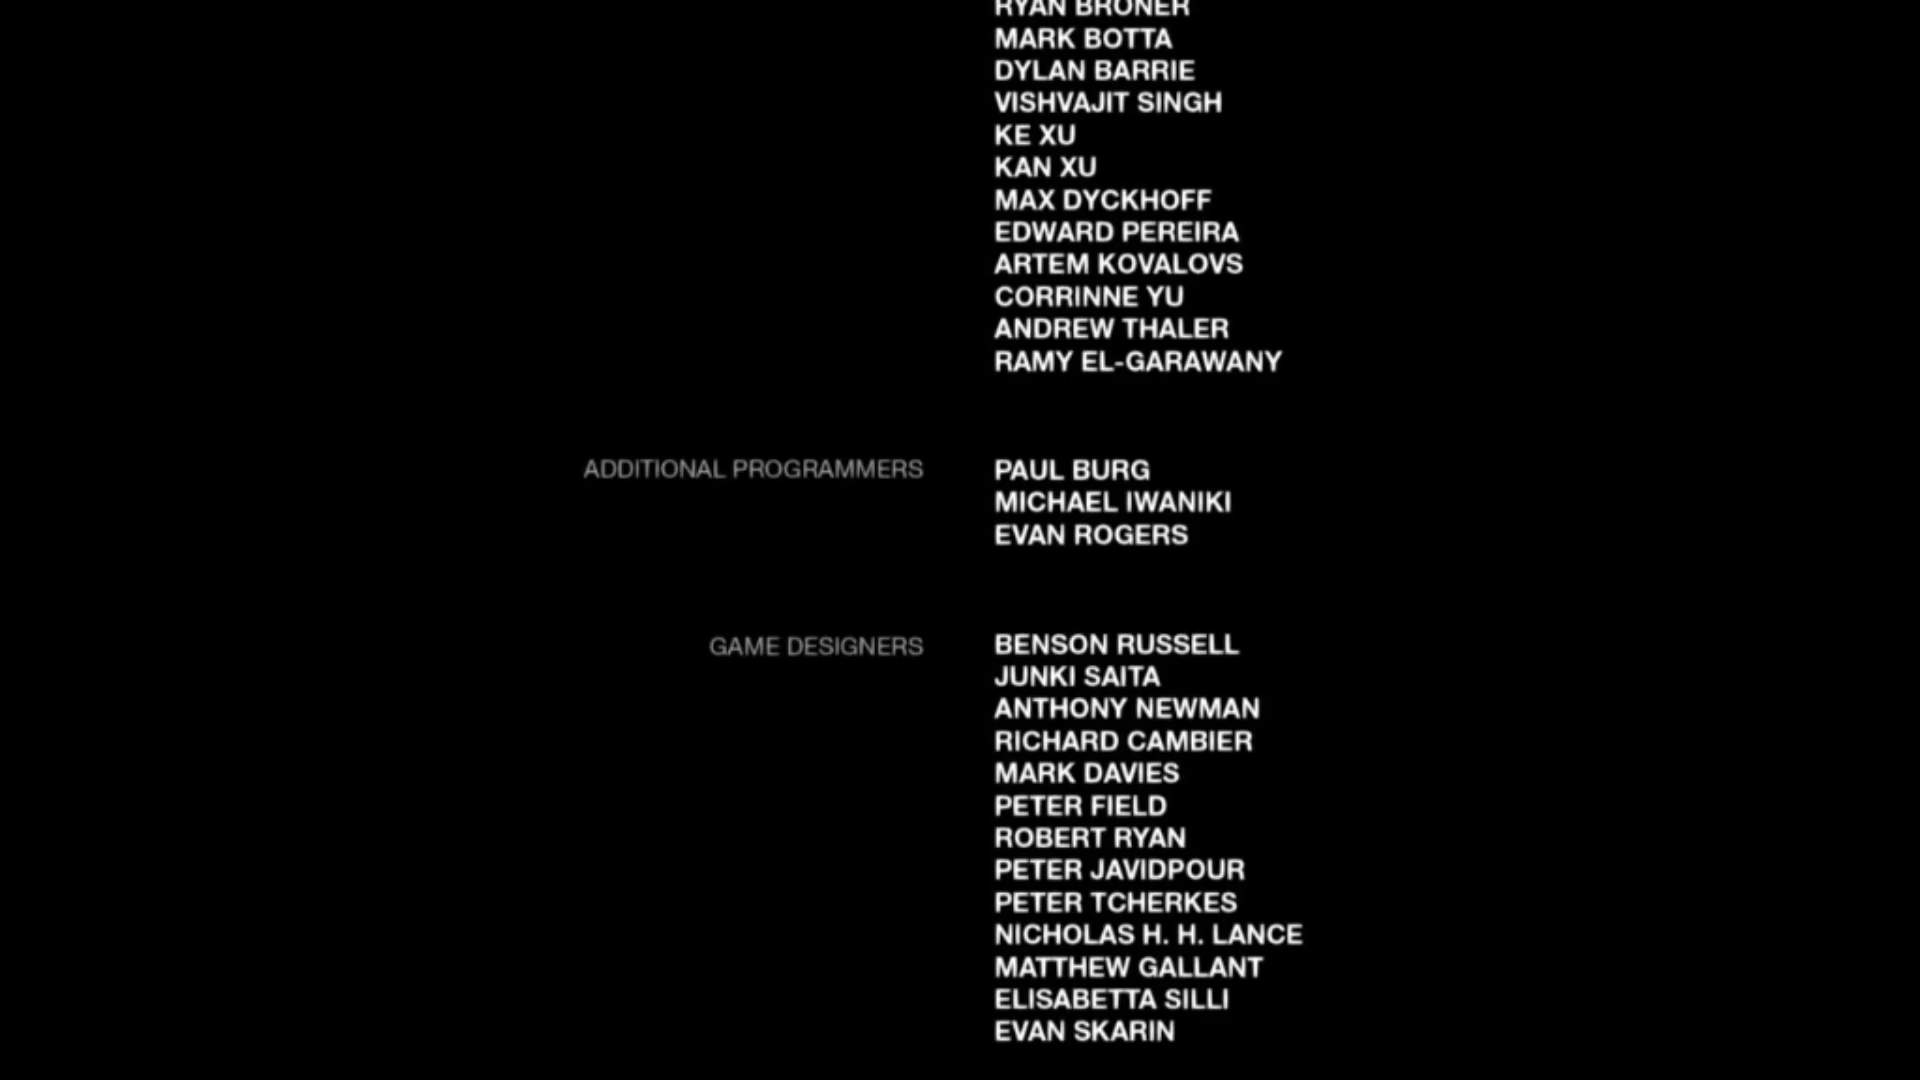 RYAN BRONER
MARK BOTTA
DYLAN BARRIE
VISHVAJIT SINGH
KE XU
KAN XU
MAX DYCKHOFF
EDWARD PEREIRA
ARTEM KOVALOVS
CORRINNE YU
ANDREW THALER
RAMY EL-GARAWANY
ADDITIONAL PROGRAMMERS PAUL BURG
MICHAEL IWANIKI
EVAN ROGERS
GAME DESIGNERS BENSON RUSSELL
JUNKI SAITA
ANTHONY NEWMAN
RICHARD CAMBIER
MARK DAVIES
PETER FIELD
ROBERT RYAN
PETER JAVIDPOUR
PETER TCHERKES
NICHOLAS H. H. LANCE
MATTHEW GALLANT
ELISABETTA SILLI
EVAN SKARIN